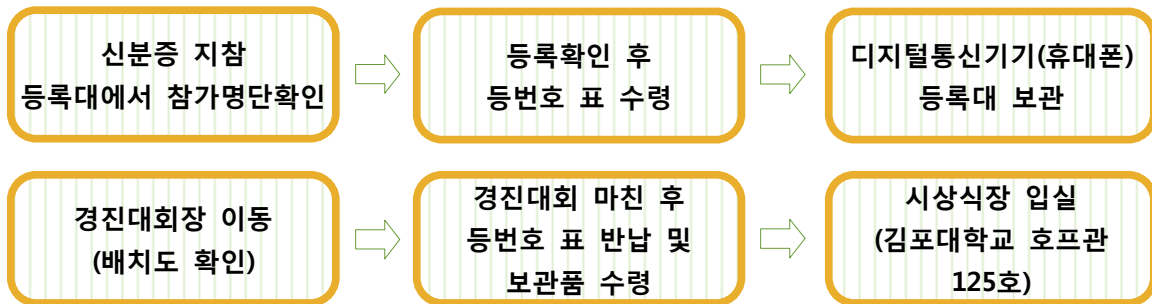 신분증 지참
등록대에서 참가명단확인
등록확인 후
등번호 표 수령
디지털통신기기(휴대폰)
등록대 보관
경진대회장 이동
(배치도 확인)
경진대회 마친 후
등번호 표 반납 및
보관품 수령
시상식장 입실
(김포대학교 호프관
125호)